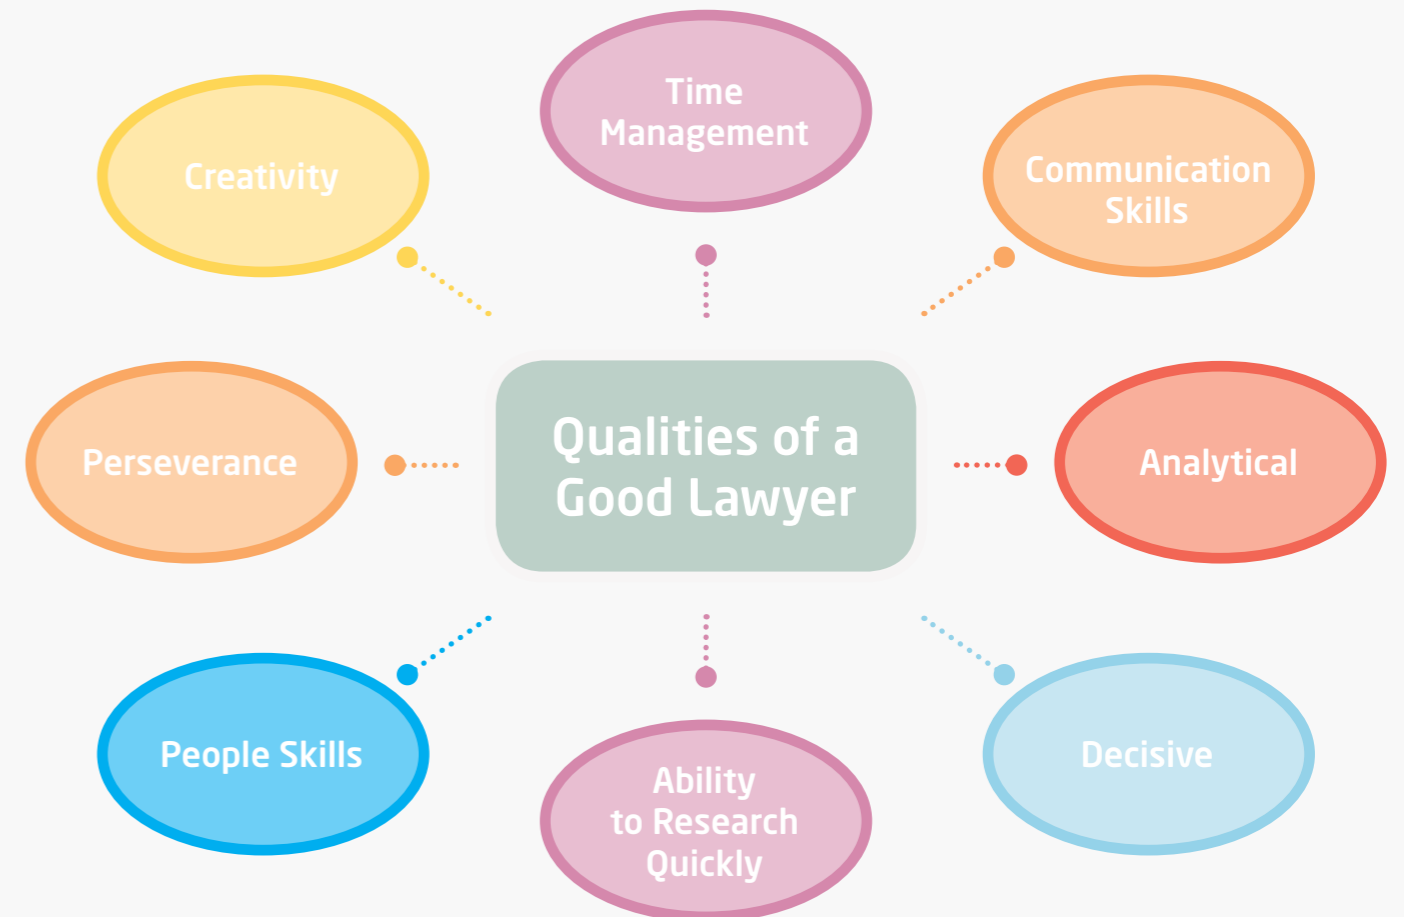 Time
Management
Creativity
Communication
Skills
Qualities of a
Good Lawyer
Perseverance
Analytical
People Skills
Decisive
Ability
to Research
Quickly